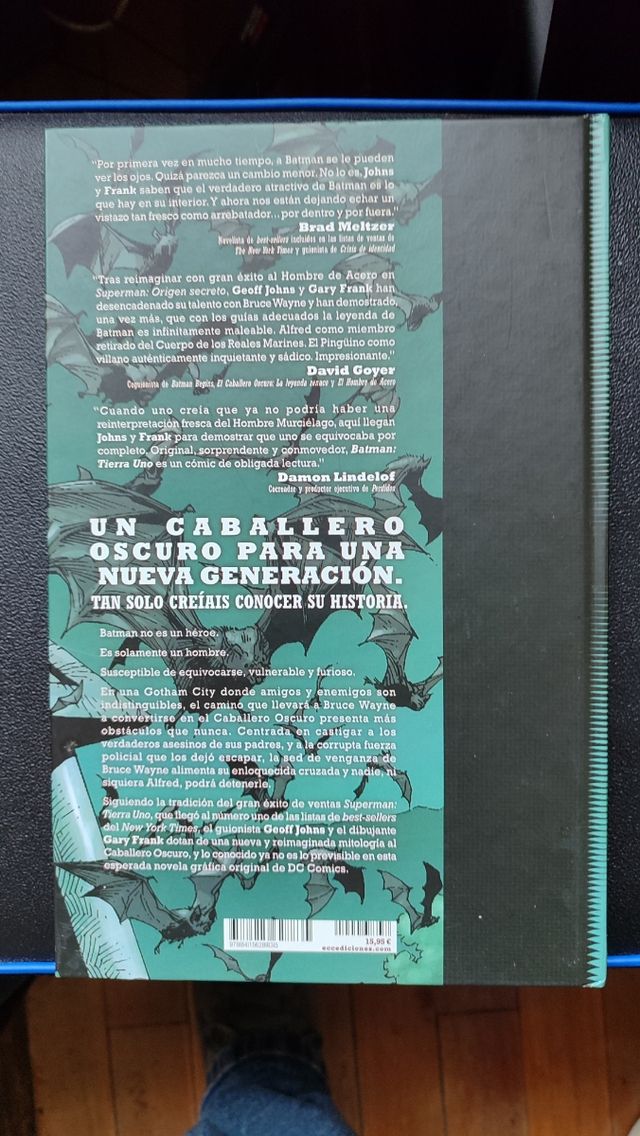 "Por primera vez en mucho tiempo, a Batman se le pueden
ver los ojos. Quizá parezca un cambio menor. No lo es. Johns
y Frank saben que el verdadero atractivo de Batman es lo
que hay en su interior. Y ahora nos están dejando echar un
vistazo tan fresco como arrebatador... por dentro y por fuera."
Brad Meltzer
Novelista de best-sellers incluidos en las listas de ventas de
The New York Times y guionista de Crisis de identidad
"Tras reimaginar con gran éxito al Hombre de Acero en
Superman: Origen secreto, Geoff Johns y Gary Frank han
desencadenado su talento con Bruce Wayne y han demostrado,
una vez más, que con los guías adecuados la leyenda de
Batman es infinitamente maleable. Alfred como miembro
retirado del Cuerpo de los Reales Marines. El Pingüino como
villano auténticamente inquietante y sádico. Impresionante."
David Goyer
Coguionista de Batman Begins, El Caballero Oscuro: La leyenda renace y El Hombre de Acero
"Cuando uno creía que ya no podría haber una
reinterpretación fresca del Hombre Murciélago, aquí llegan
Johns y Frank para demostrar que uno se equivocaba por
completo. Original, sorprendente y conmovedor, Batman:
Tierra Uno es un cómic de obligada lectura."
Damon Lindelof
Cocreador y productor ejecutivo de Perdidos
UN CABALLERO
OSCURO PARA UNA
NUEVA GENERACIÓN.
TAN SOLO CREÍAIS CONOCER SU HISTORIA.
Batman no es un héroe.
Es solamente un hombre.
Susceptible de equivocarse, vulnerable y furioso.
En una Gotham City donde amigos y enemigos son
indistinguibles, el camino que llevará a Bruce Wayne
a convertirse en el Caballero Oscuro presenta más
obstáculos que nunca. Centrada en castigar a los
verdaderos asesinos de sus padres, y a la corrupta fuerza
policial que los dejó escapar, la sed de venganza de
Bruce Wayne alimenta su enloquecida cruzada y nadie, ni
siquiera Alfred, podrá detenerle.
Siguiendo la tradición del gran éxito de ventas Superman:
Tierra Uno, que llegó al número uno de las listas de best-sellers
del New York Times, el guionista Geoff Johns y el dibujante
Gary Frank dotan de una nueva y reimaginada mitología al
Caballero Oscuro, y lo conocido ya no es lo previsible en esta
esperada novela gráfica original de DC Comics.
15,95 €
eccediciones.com